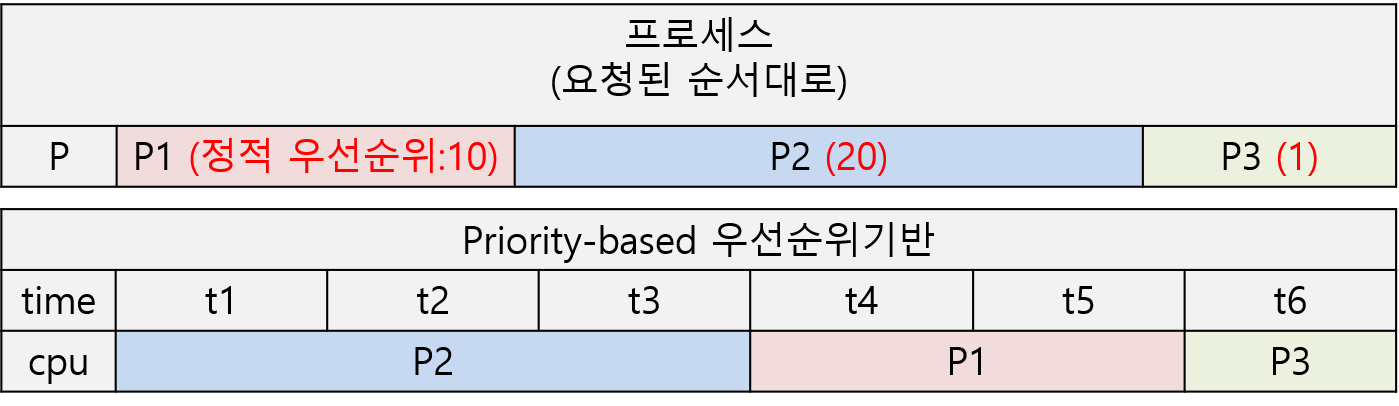 프로세스
(요청된 순서대로)
P P1 (정적 우선순위:10) P2 (20) P3 (1)
Priority-based 우선순위기반
time t1 t2 t3 t4 t5 t6
cpu P2 P1 P3